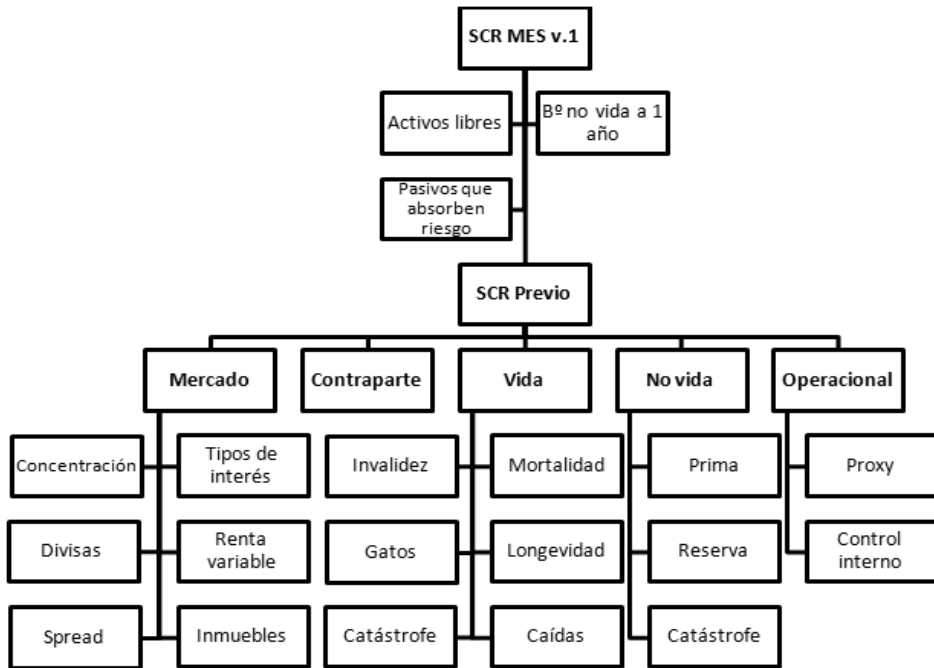 SCR MES v.1
Activos libres
Bº no vida a 1
año
Pasivos que
absorben
riesgo
SCR Previo
Mercado
Contraparte
Vida
No vida
Operacional
Concentración
Tipos de
interés
Invalidez
Mortalidad
Prima
Proxy
Divisas
Renta
variable
Gatos
Longevidad
Reserva
Control
interno
Spread
Inmuebles
Catástrofe
Caídas
Catástrofe